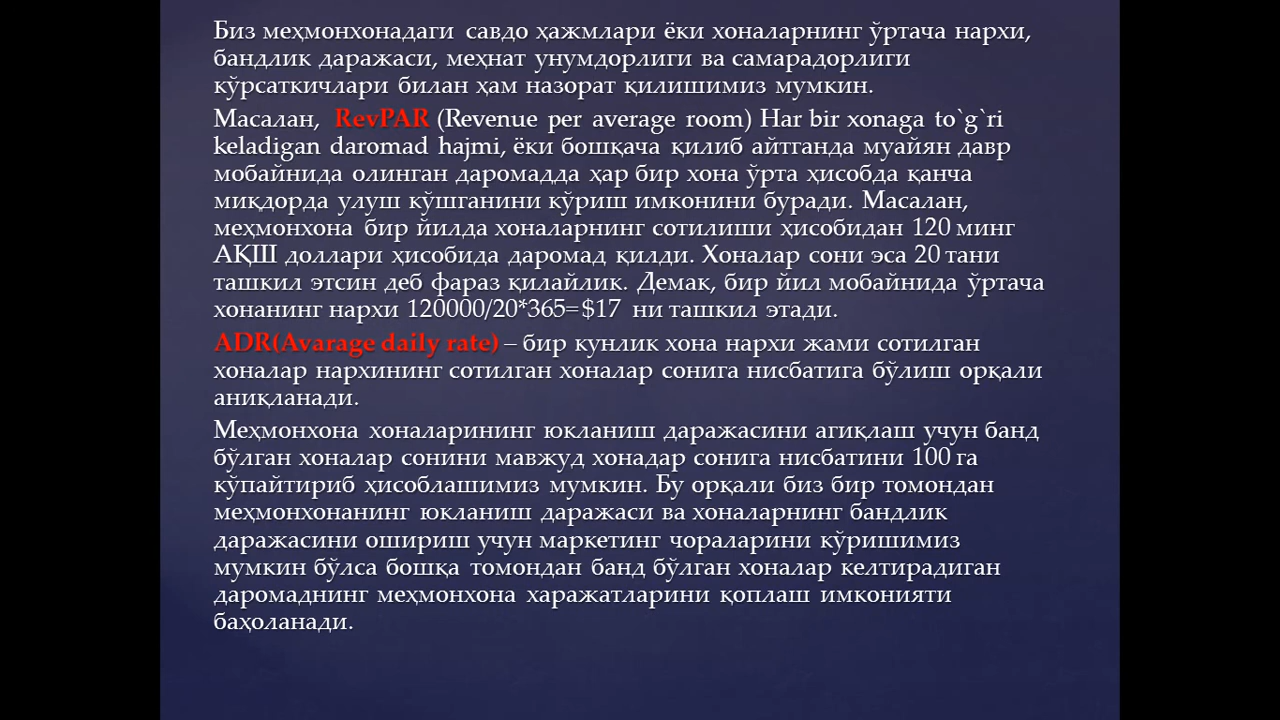 Биз меҳмонхонадаги савдо ҳажмлари ёки хоналарнинг ўртача нархи,
бандлик даражаси, меҳнат унумдорлиги ва самарадорлиги
кўрсаткичлари билан ҳам назорат қилишимиз мумкин.
Масалан, RevPAR (Revenue per average room) Har bir xonaga to`g`ri
keladigan daromad hajmi, ёки бошқача қилиб айтганда муайян давр
мобайнида олинган даромадда ҳар бир хона ўрта ҳисобда қанча
миқдорда улуш қўшганини кўриш имконини буради. Масалан,
меҳмонхона бир йилда хоналарнинг сотилиши ҳисобидан 120 минг
АҚШ доллари ҳисобида даромад қилди. Хоналар сони эса 20 тани
ташкил этсин деб фараз қилайлик. Демак, бир йил мобайнида ўртача
хонанинг нархи 120000/20*365=$17 ни ташкил этади.
ADR(Avarage daily rate) – бир кунлик хона нархи жами сотилган
хоналар нархининг сотилган хоналар сонига нисбатига бўлиш орқали
аниқланади.
Меҳмонхона хоналарининг юкланиш даражасини агиқлаш учун банд
бўлган хоналар сонини мавжуд хонадар сонига нисбатини 100 га
кўпайтириб ҳисоблашимиз мумкин. Бу орқали биз бир томондан
меҳмонхонанинг юкланиш даражаси ва хоналарнинг бандлик
даражасини ошириш учун маркетинг чораларини кўришимиз
мумкин бўлса бошқа томондан банд бўлган хоналар келтирадиган
даромаднинг меҳмонхона харажатларини қоплаш имконияти
баҳоланади.